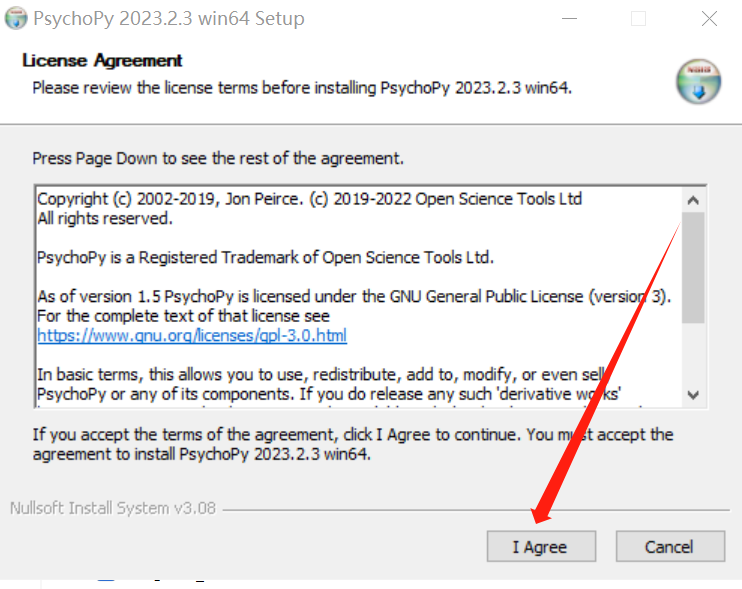 PsychoPy 2023.2.3 win64 Setup
License Agreement
Please review the license terms before installing PsychoPy 2023.2.3 win64.
Press Page Down to see the rest of the agreement.
Copyright (c) 2002-2019, Jon Peirce. (c) 2019-2022 Open Science Tools Ltd
All rights reserved.
PsychoPy is a Registered Trademark of Open Science Tools Ltd.
As of version 1.5 PsychoPy is licensed under the GNU General Public License (version 3).
For the complete text of that license see
https://www.gnu.org/licenses/gpl-3.0.html
In basic terms, this allows you to use, redistribute, add to, modify, or even sell
PsychoPy or any of its components. If you do release any such 'derivative works'
If you accept the terms of the agreement, click I Agree to continue. You must accept the
agreement to install PsychoPy 2023.2.3 win64.
Nullsoft Install System v3.08
I Agree
Cancel